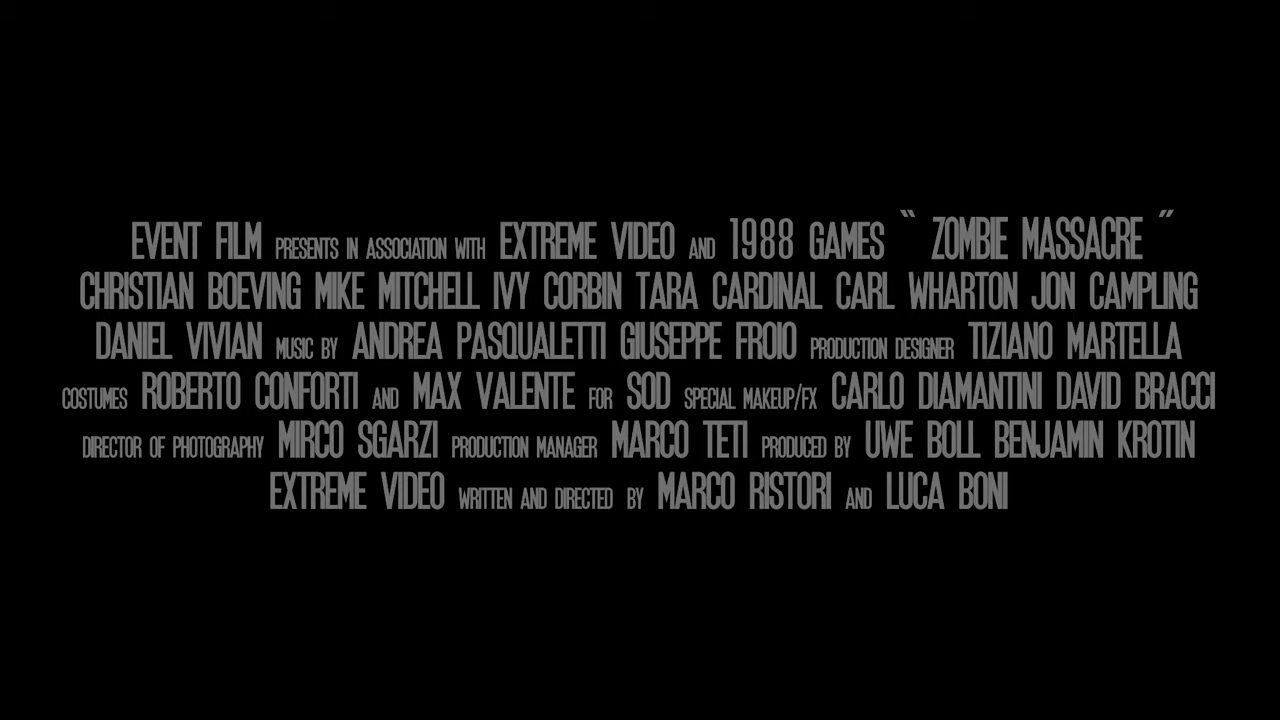 EVENT FILM PRESENTS IN ASSOCIATION WITH EXTREME VIDEO AND 1988 GAMES " ZOMBIE MASSACRE "
CHRISTIAN BOEVING MIKE MITCHELL IVY CORBIN TARA CARDINAL CARL WHARTON JON CAMPLING
DANIEL VIVIAN MUSIC BY ANDREA PASQUALETTI GIUSEPPE FROIO PRODUCTION DESIGNER TIZIANO MARTELLA
COSTUMES ROBERTO CONFORTI AND MAX VALENTE FOR SOD SPECIAL MAKEUP/FX CARLO DIAMANTINI DAVID BRACCI
DIRECTOR OF PHOTOGRAPHY MIRCO SGARZI PRODUCTION MANAGER MARCO TETI PRODUCED BY UWE BOLL BENJAMIN KROTIN
EXTREME VIDEO WRITTEN AND DIRECTED BY MARCO RISTORI AND LUCA BONI